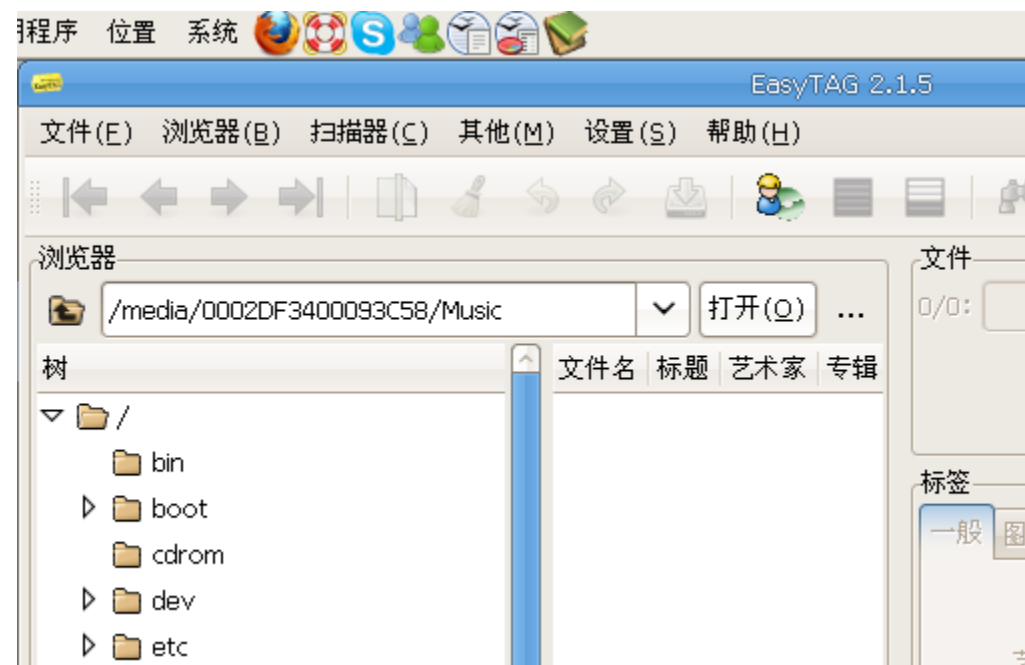 程序 位置 系统
EasyTAG 2.1.5
文件(F) 浏览器(B) 扫描器(C) 其他(M) 设置(S) 帮助(H)
浏览器
文件
/media/0002DF3400093C58/Music
打开(O) ...
0/0:
树
文件名 标题 艺术家 专辑
/
bin
boot
标签
一般 图
cdrom
dev
etc